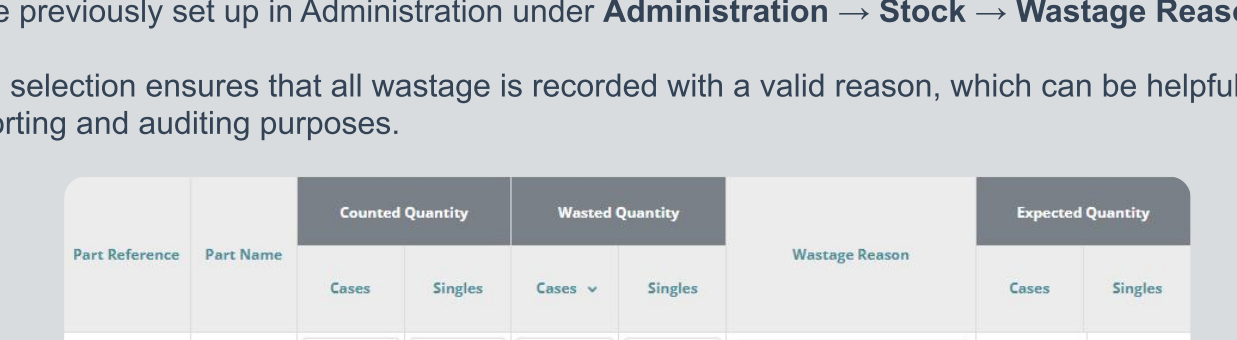 previously set up in Administration under Administration → Stock → Wastage
selection ensures that all wastage is recorded with a valid reason, which can be helpful
and auditing purposes.
Counted Quantity Wasted Quantity Expected Quantity
Part Reference Part Name Wastage Reason
Cases Singles Cases Singles Cases Singles